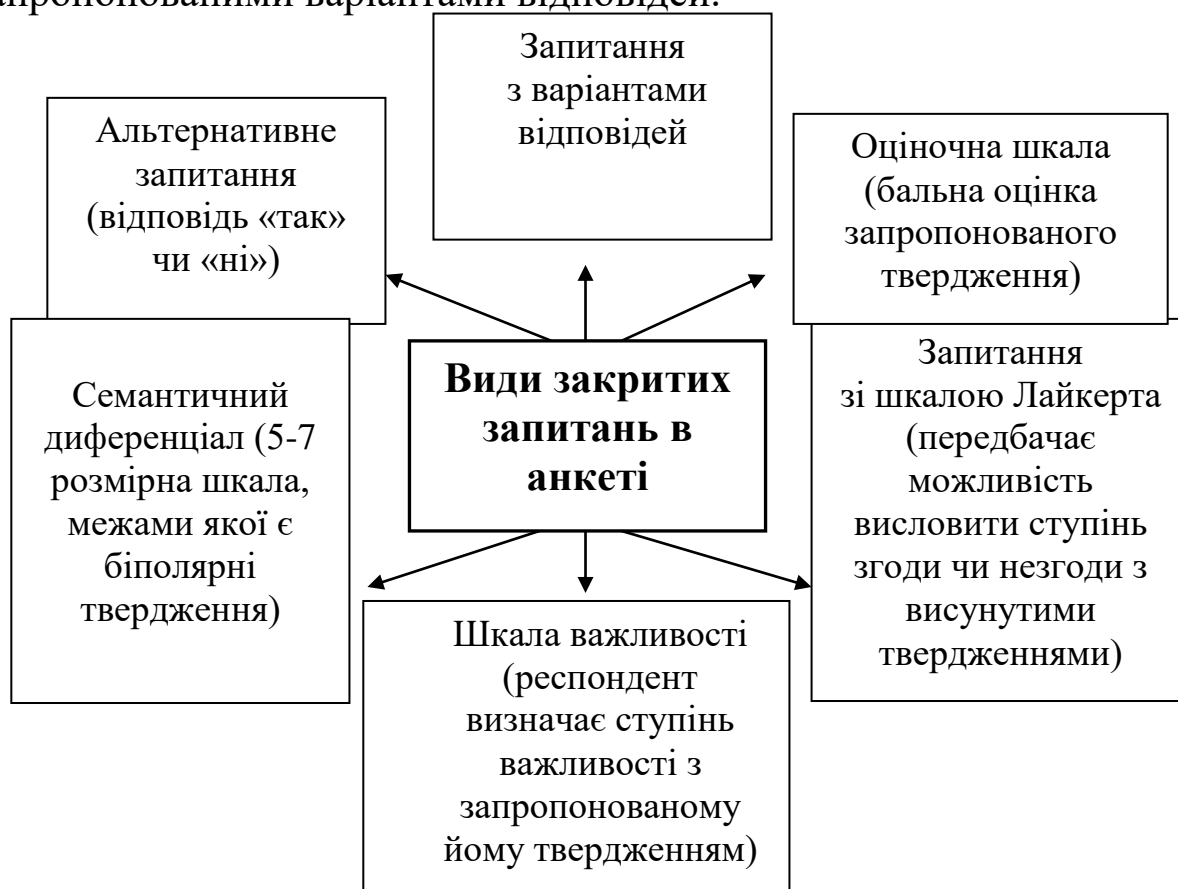 апропонованими варіантами відповідей.
Запитання
з варіантами
відповідей
Альтернативне
запитання
(відповідь «так»
чи «ні»)
Оціночна шкала
(бальна оцінка
запропонованого
твердження)
Види закритих
запитань в
анкеті
Семантичний
диференціал (5-7
розмірна шкала,
межами якої є
біполярні
твердження)
Запитання
зі шкалою Лайкерта
(передбачає
можливість
висловити ступінь
згоди чи незгоди з
висунутими
твердженнями)
Шкала важливості
(респондент
визначає ступінь
важливості з
запропонованому
йому твердженням)